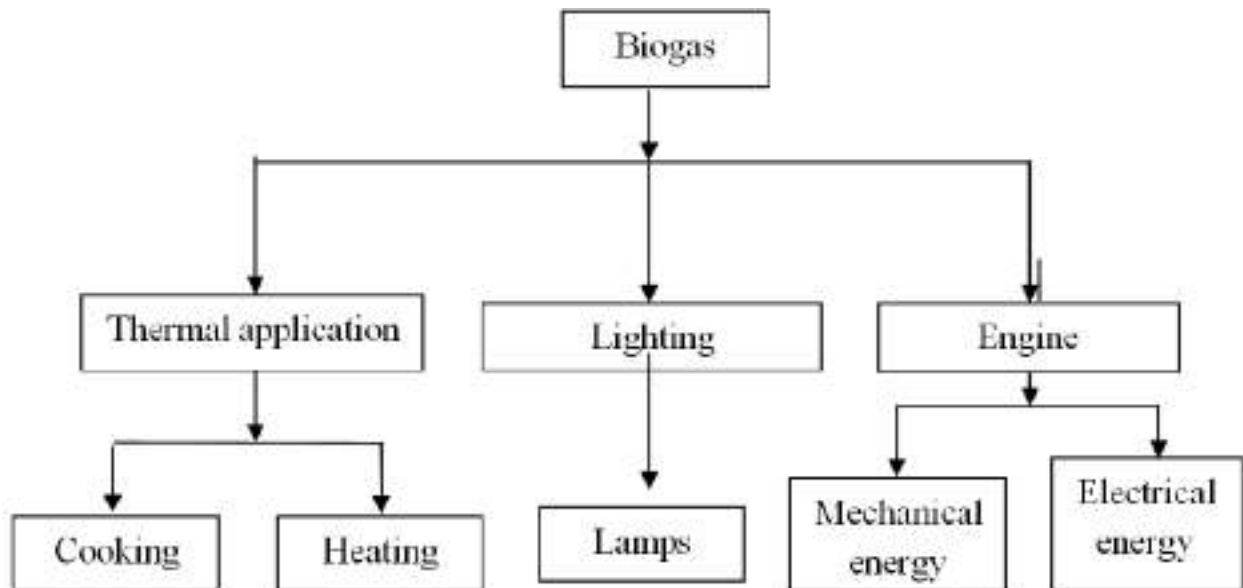 Biogas
Thermal application
Lighting
Engine
Cooking
Heating
Lamps
Mechanical
energy
Electrical
energy